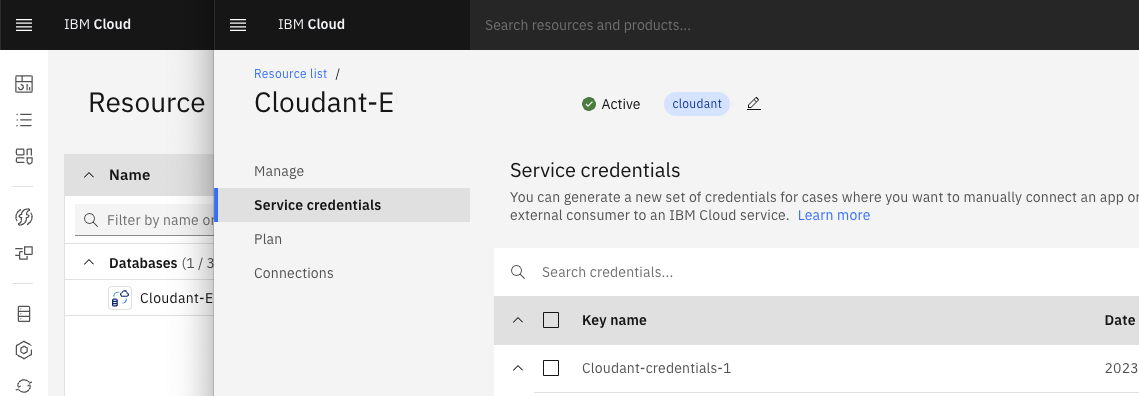 IBM Cloud
Resource
Name
Filter by name or
Databases (1 / 3
Cloudant-E
IBM Cloud
Search resources and products...
Resource list /
Cloudant-E
Active
cloudant
Manage
Service credentials
Plan
Connections
Service credentials
You can generate a new set of credentials for cases where you want to manually connect an app or
external consumer to an IBM Cloud service. Learn more
Search credentials...
Key name
Date
Cloudant-credentials-1
2023